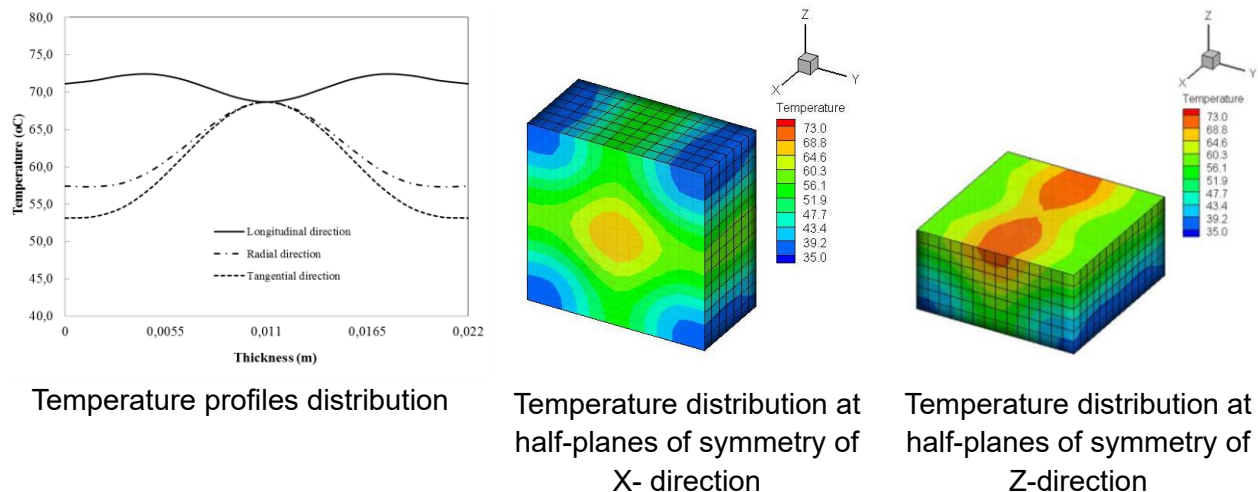 80,0
75,0
70,0
65,0
60,0
55,0
50,0
45,0
40,0
Temperature (oC)
Longitudinal direction
Radial direction
Tangential direction
0
0,0055
0,011
0,0165
0,022
Thickness (m)
Temperature profiles distribution
Z
X
Y
Temperature
73.0
68.8
64.6
60.3
56.1
51.9
47.7
43.4
39.2
35.0
Temperature distribution at
half-planes of symmetry of
X- direction
Z
X
Y
Temperature
73.0
68.8
64.6
60.3
56.1
51.9
47.7
43.4
39.2
35.0
Temperature distribution at
half-planes of symmetry of
Z-direction